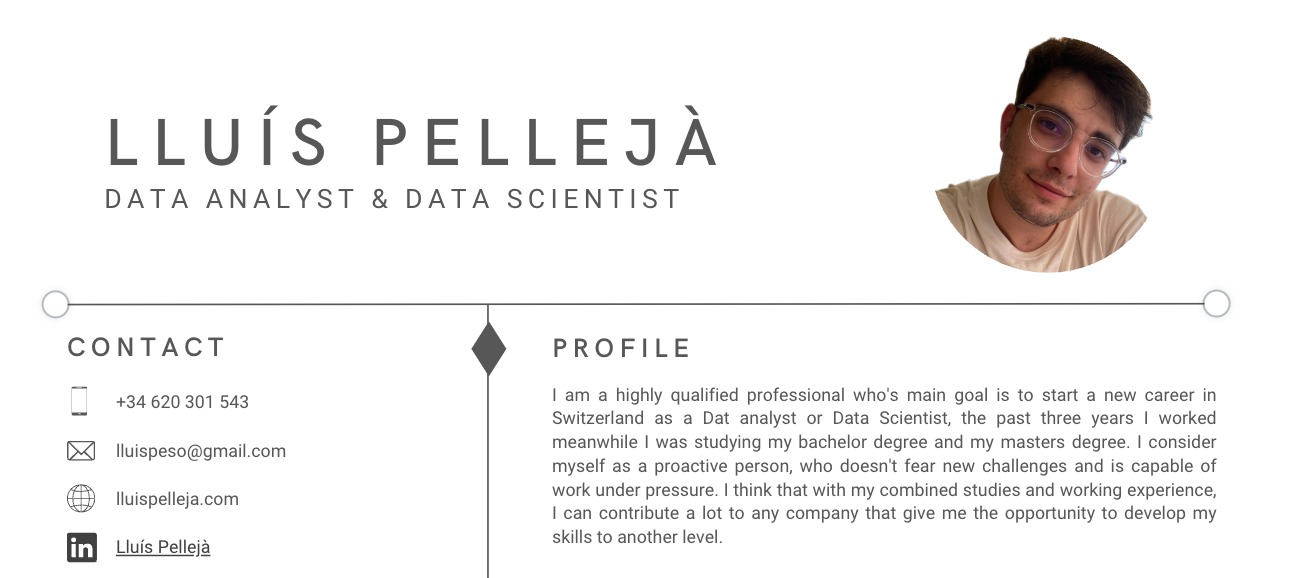 LLUÍS PELLEJÀ
DATA ANALYST & DATA SCIENTIST
CONTACT
+34 620 301 543
lluispeso@gmail.com
lluispelleja.com
in
Lluís Pellejà
PROFILE
I am a highly qualified professional who's main goal is to start a new career in
Switzerland as a Dat analyst or Data Scientist, the past three years I worked
meanwhile I was studying my bachelor degree and my masters degree. I consider
myself as a proactive person, who doesn't fear new challenges and is capable of
work under pressure. I think that with my combined studies and working experience,
I can contribute a lot to any company that give me the opportunity to develop my
skills to another level.